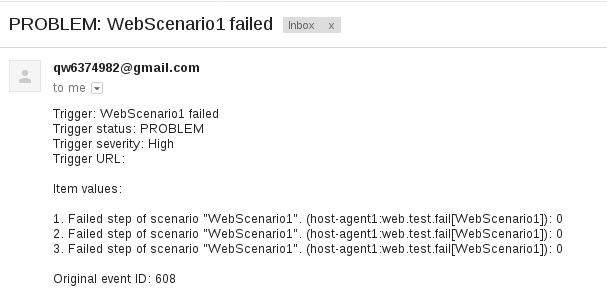 PROBLEM: WebScenario1 failed Inbox x
qw6374982@gmail.com
to me
Trigger: WebScenario1 failed
Trigger status: PROBLEM
Trigger severity: High
Trigger URL:
Item values:
1. Failed step of scenario "WebScenario1". (host-agent1:web.test.fail[WebScenario1]): 0
2. Failed step of scenario "WebScenario1". (host-agent1:web.test.fail[WebScenario1]): 0
3. Failed step of scenario "WebScenario1". (host-agent1:web.test.fail[WebScenario1]): 0
Original event ID: 608